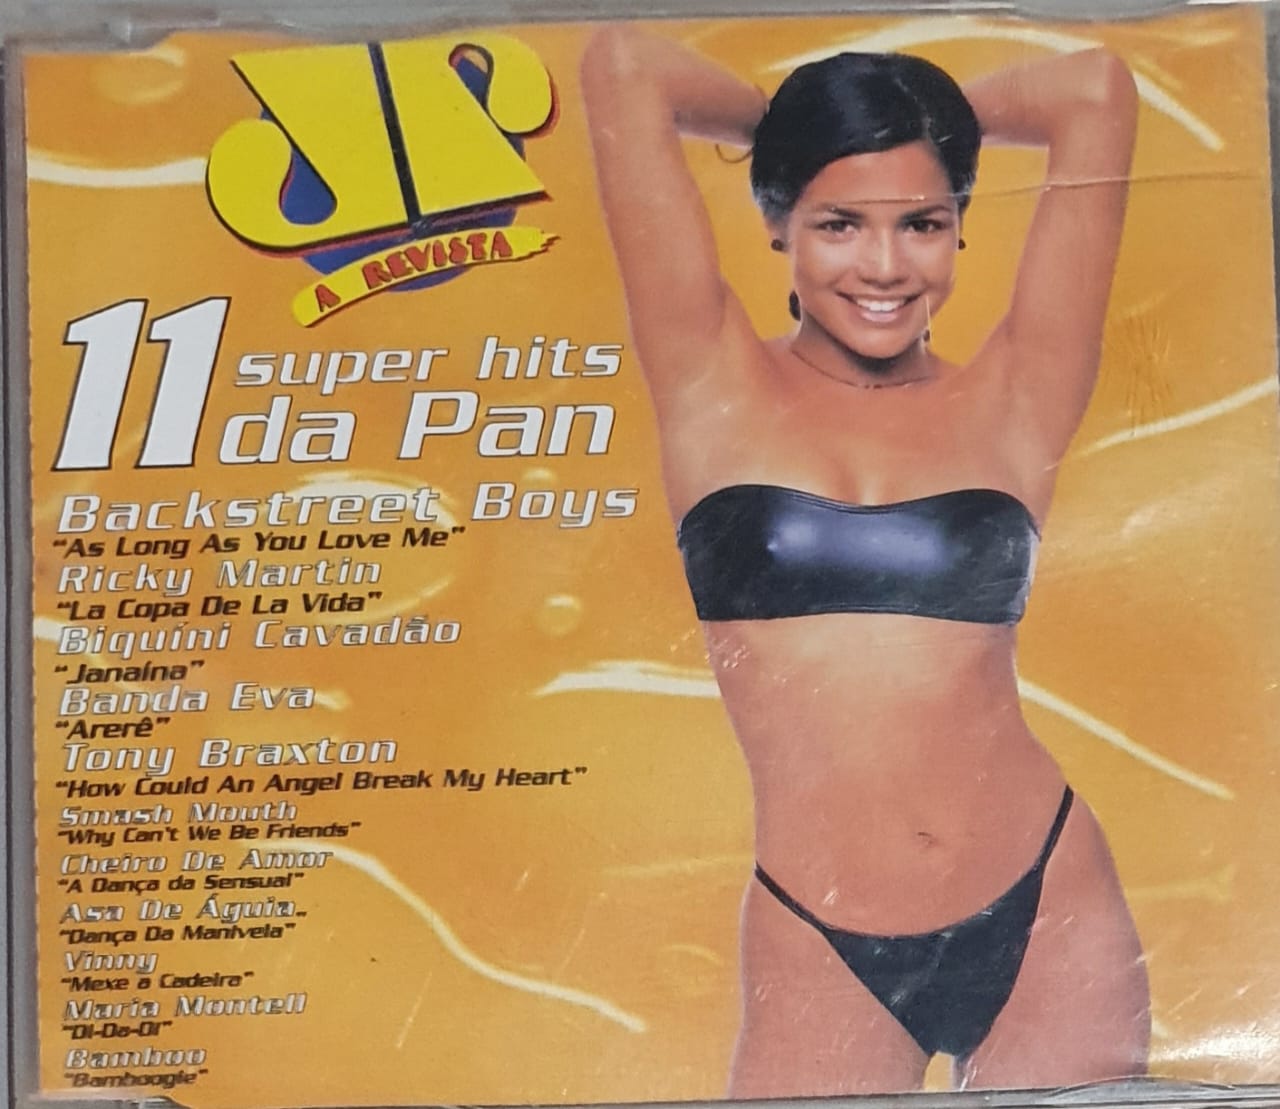 JP
A REVISTA
11 super hits
da Pan
Backstreet Boys
"As Long As You Love Me"
Ricky Martin
"La Copa De La Vida"
Biquíni Cavadão
"Janaína"
Banda Eva
"Arerê"
Tony Braxton
"How Could An Angel Break My Heart"
Smash Mouth
"Why Can't We Be Friends"
Cheiro De Amor
"A Dança da Sensual"
Asa De Águia
"Dança Da Manivela"
Vinny
"Mexe a Cadeira"
Maria Montell
"Di-Da-Di"
Bamboo
"Bamboogie"